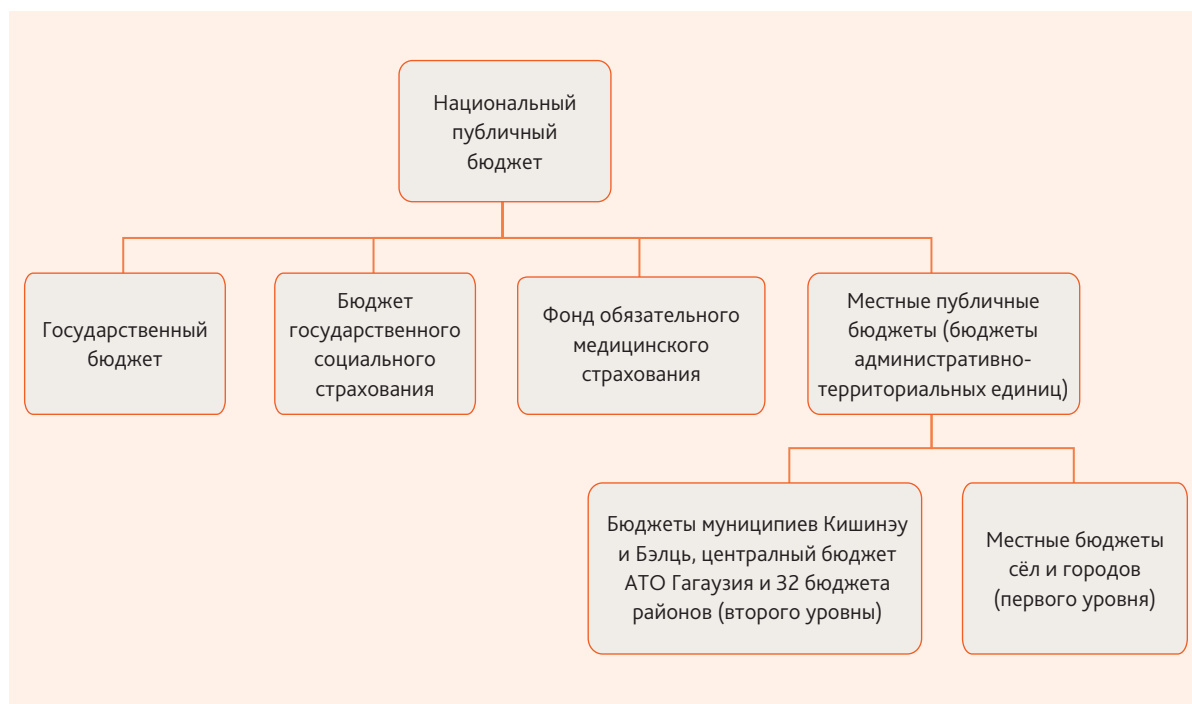 Национальный
публичный
бюджет
Государственный
бюджет
Бюджет
государственного
социального
страхования
Фонд обязательного
медицинского
страхования
Местные публичные
бюджеты (бюджеты
административно-
территориальных единиц)
Бюджеты муниципиев Кишинэу
и Бэлць, централный бюджет
АТО Гагаузия и 32 бюджета
районов (второго уровны)
Местные бюджеты
сёл и городов
(первого уровня)